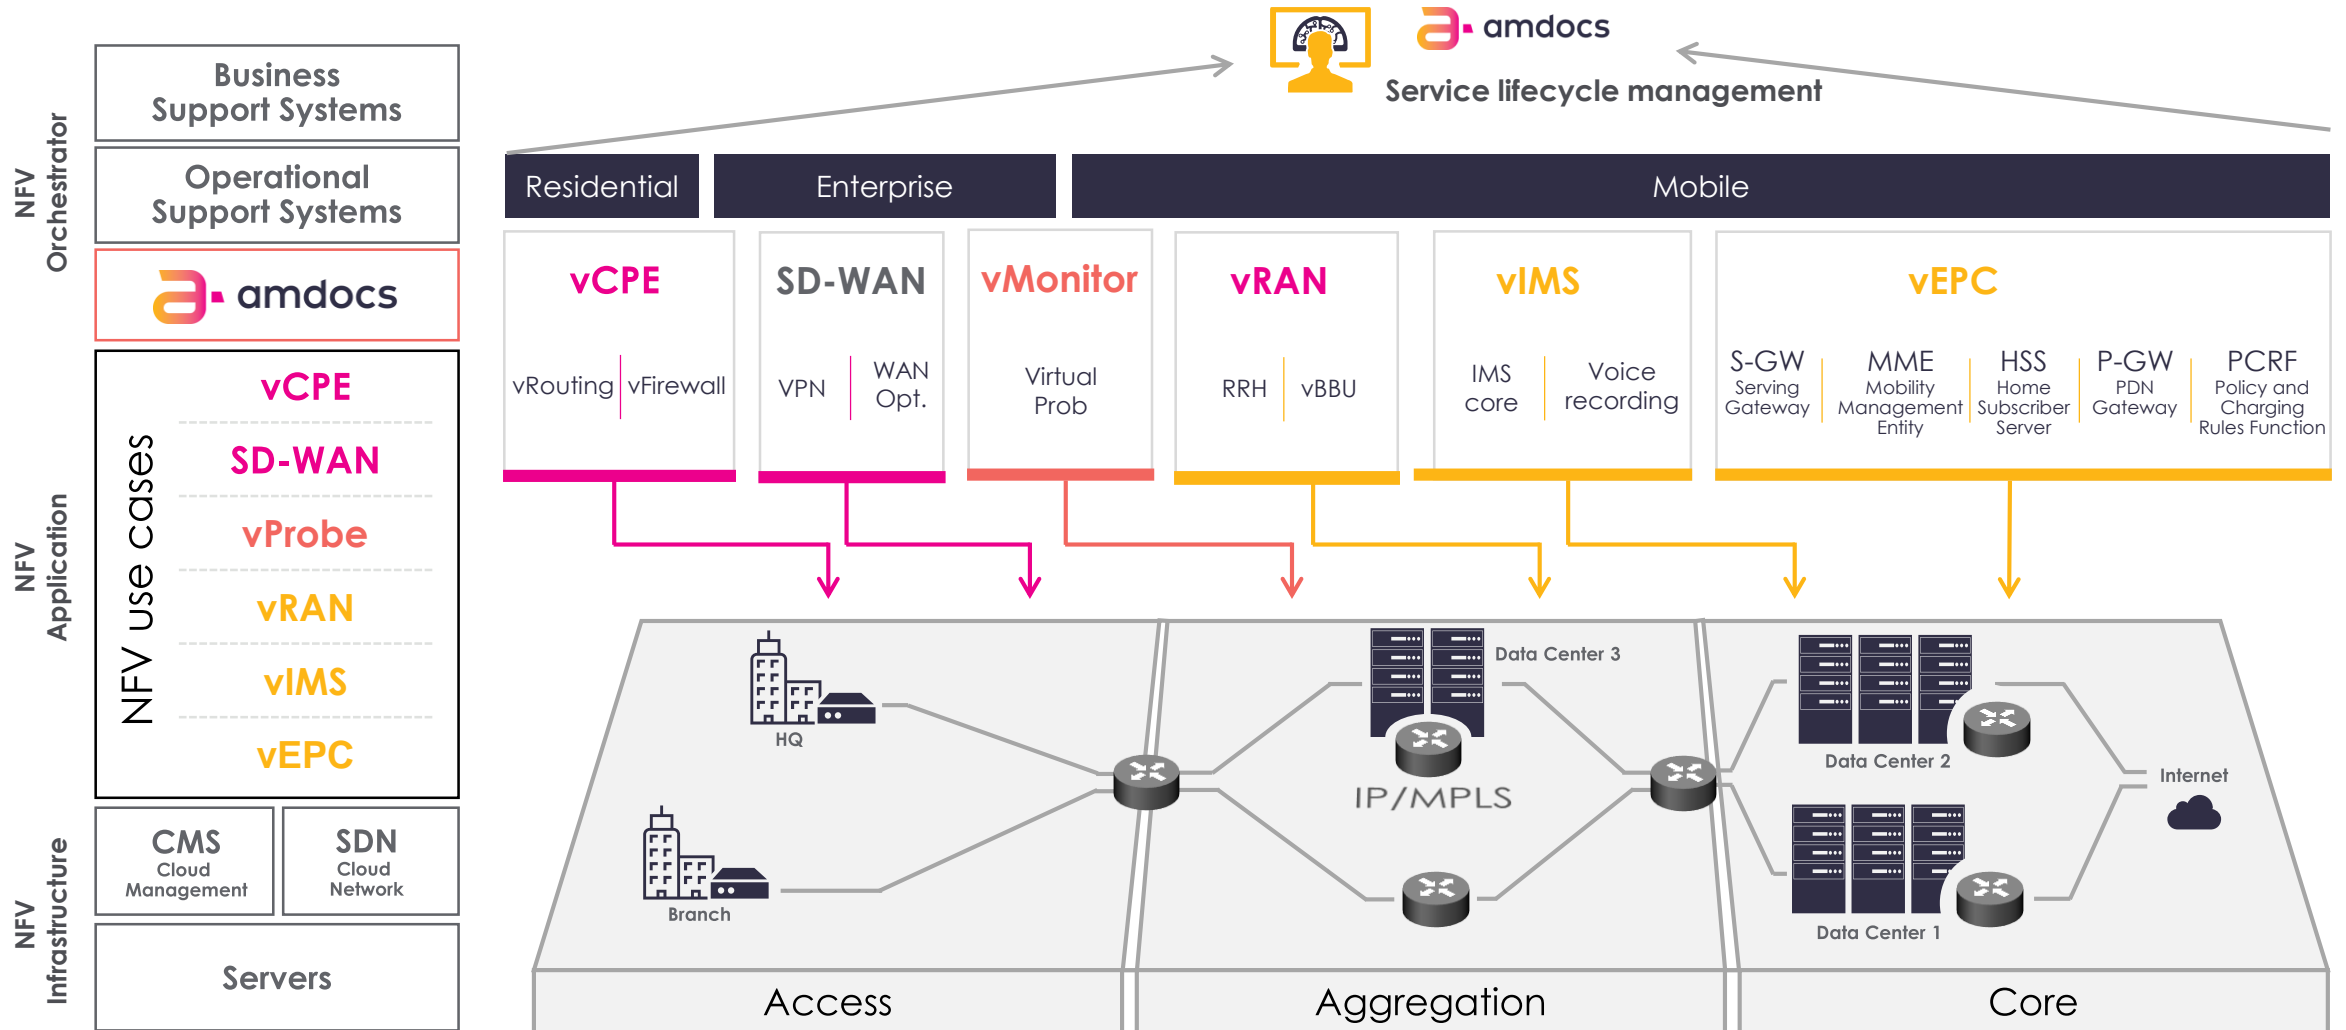 amdocs
Service lifecycle management
NFV
Orchestrator
Business
Support Systems
Operational
Support Systems
amdocs
NFV
Application
NFV use cases
vCPE
SD-WAN
vProbe
vRAN
vIMS
vEPC
NFV
Infrastructure
CMS
Cloud
Management
SDN
Cloud
Network
Servers
Residential
Enterprise
Mobile
vCPE
vRouting
vFirewall
SD-WAN
VPN
WAN
Opt.
vMonitor
Virtual
Prob
vRAN
RRH
vBBU
vIMS
IMS
core
Voice
recording
vEPC
S-GW
Serving
Gateway
MME
Mobility
Management
Entity
HSS
Home
Subscriber
Server
P-GW
PDN
Gateway
PCRF
Policy and
Charging
Rules Function
HQ
Branch
Data Center 3
IP/MPLS
Data Center 2
Data Center 1
Internet
Access
Aggregation
Core